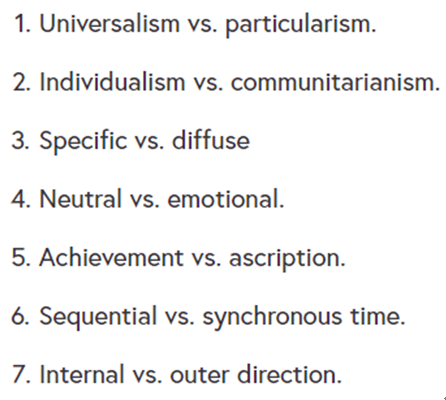 1. Universalism vs. particularism.
2. Individualism vs. communitarianism.
3. Specific vs. diffuse
4. Neutral vs. emotional.
5. Achievement vs. ascription.
6. Sequential vs. synchronous time.
7. Internal vs. outer direction.